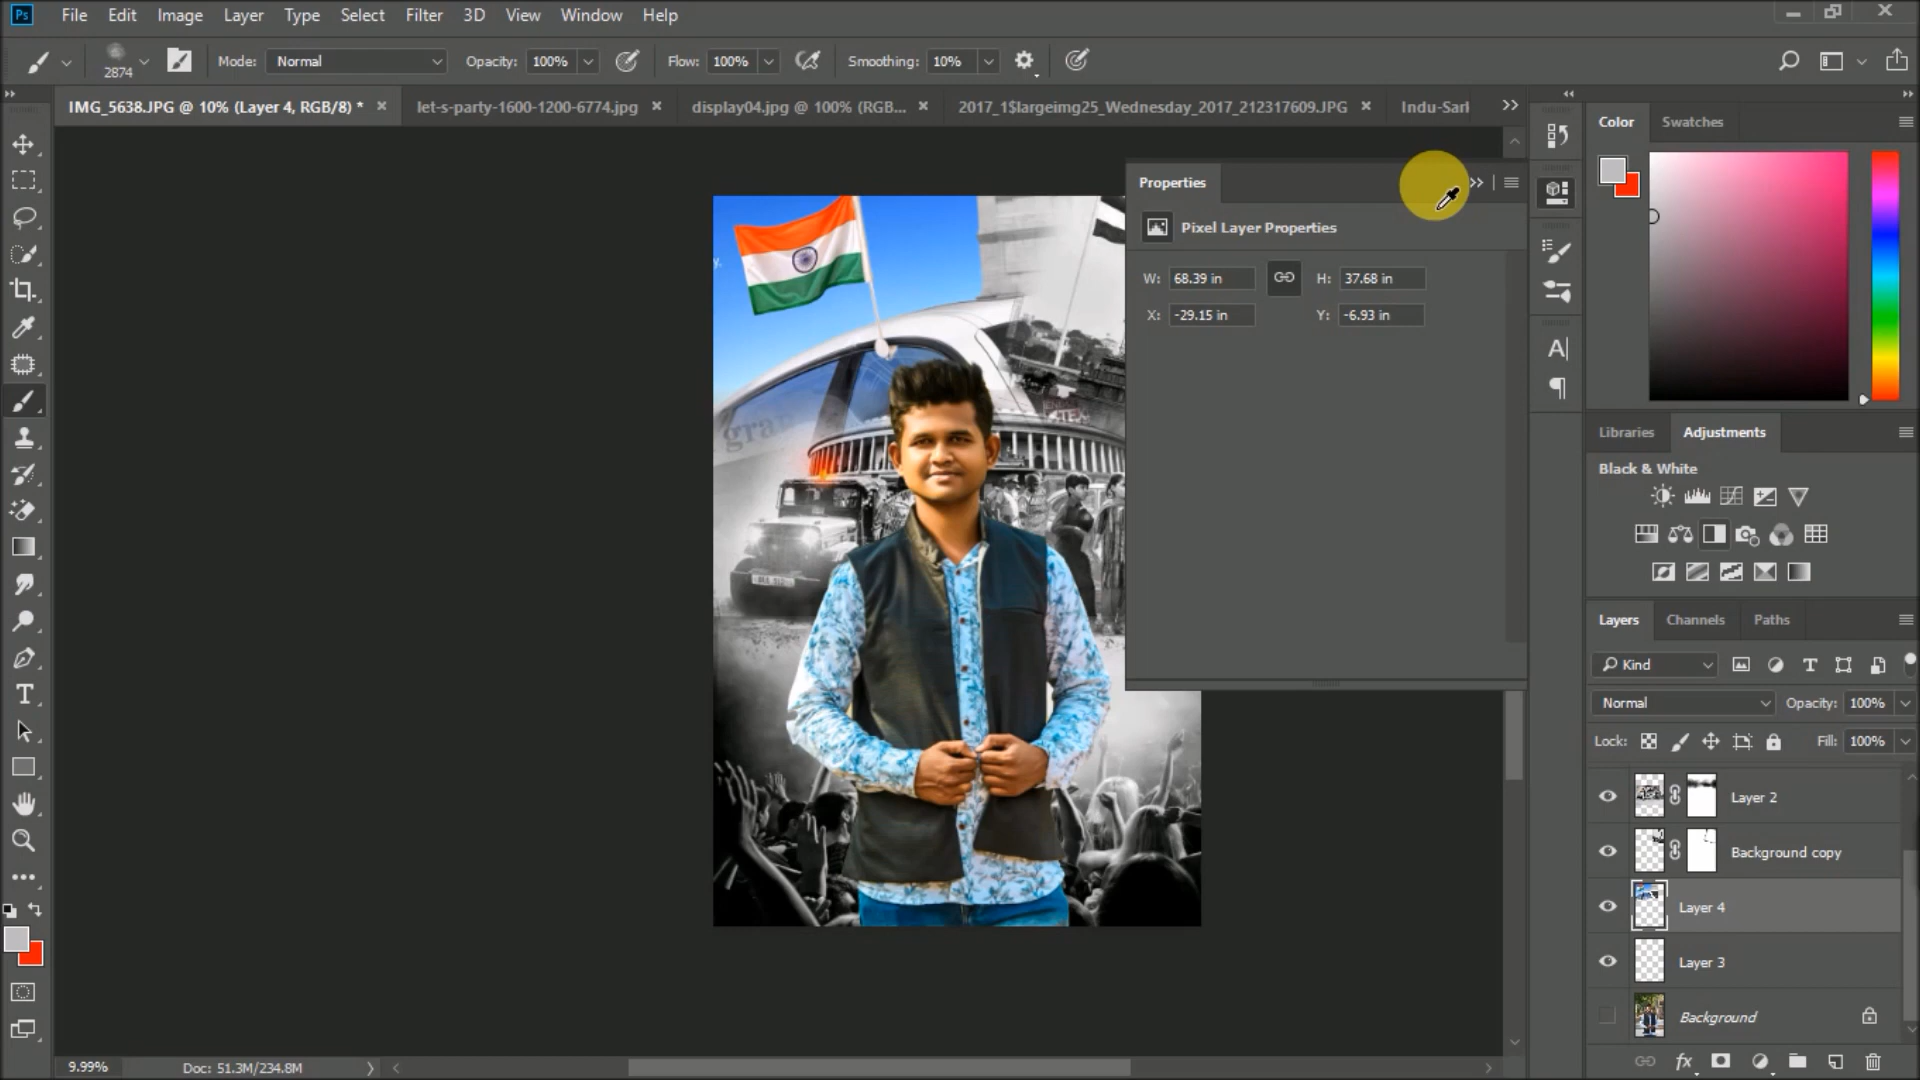 Ps File Edit Image Layer Type Select Filter 3D View Window Help
2874 Mode: Normal Opacity: 100% Flow: 100% Smoothing: 10%
IMG_5638.JPG @ 10% (Layer 4, RGB/8) * let-s-party-1600-1200-6774.jpg display04.jpg @ 100% (RGB... 2017_1$largeimg25_Wednesday_2017_212317609.JPG Indu-Sarl
Color Swatches
Properties
Pixel Layer Properties
W: 68.39 in H: 37.68 in
X: -29.15 in Y: -6.93 in
y.
gran
Libraries Adjustments
Black & White
Layers Channels Paths
Kind
Normal Opacity: 100%
Lock: Fill: 100%
Layer 2
Background copy
Layer 4
Layer 3
Background
9.99% Doc: 51.3M/234.8M